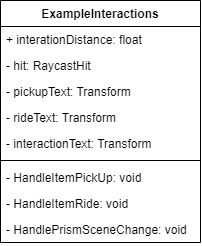 ExampleInteractions
+ interationDistance: float
- hit: RaycastHit
- pickupText: Transform
- rideText: Transform
- interactionText: Transform
- HandleItemPickUp: void
- HandleItemRide: void
- HandlePrismSceneChange: void